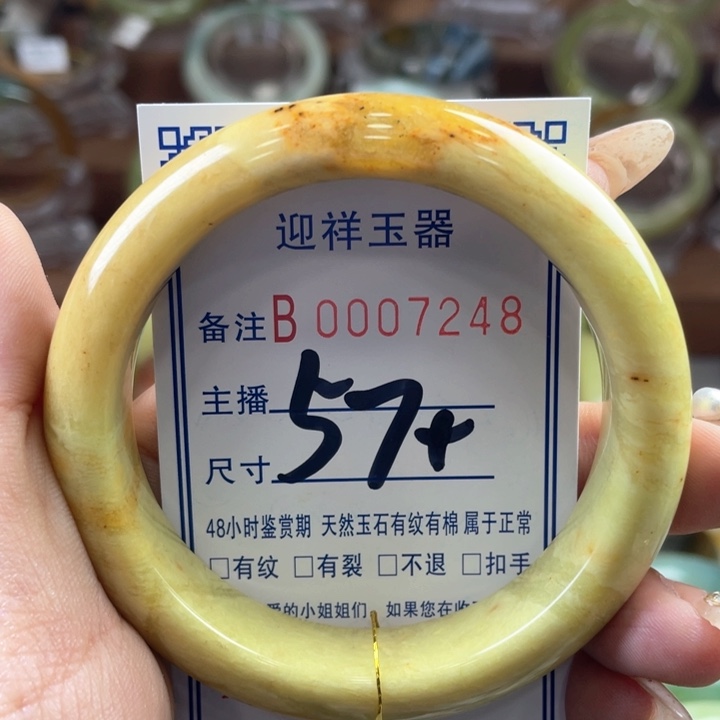 迎祥玉器
备注B 0007248
主播
57+
尺寸
48小时鉴赏期 天然玉石有纹有棉 属于正常
□有纹 □有裂 □不退 □扣手
爱的小姐姐们，如果您在收